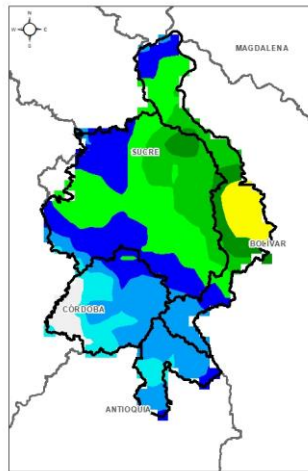 N
W E
S
MAGDALENA
SUCRE
BOLÍVAR
CÓRDOBA
ANTIOQUIA